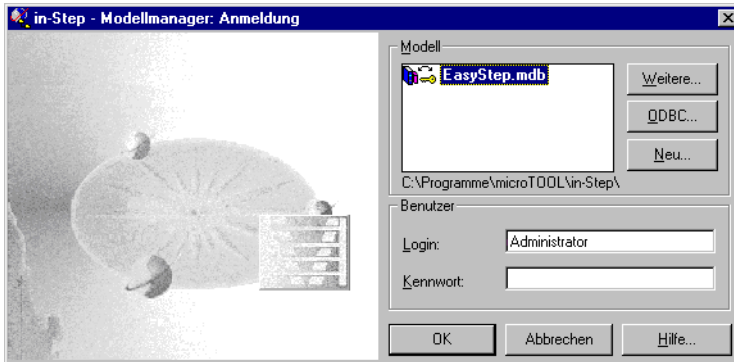 in-Step - Modellmanager: Anmeldung
Modell
EasyStep.mdb
Weitere...
ODBC...
Neu...
C:\Programme\microTOOL\in-Step\
Benutzer
Login: Administrator
Kennwort:
OK Abbrechen Hilfe...